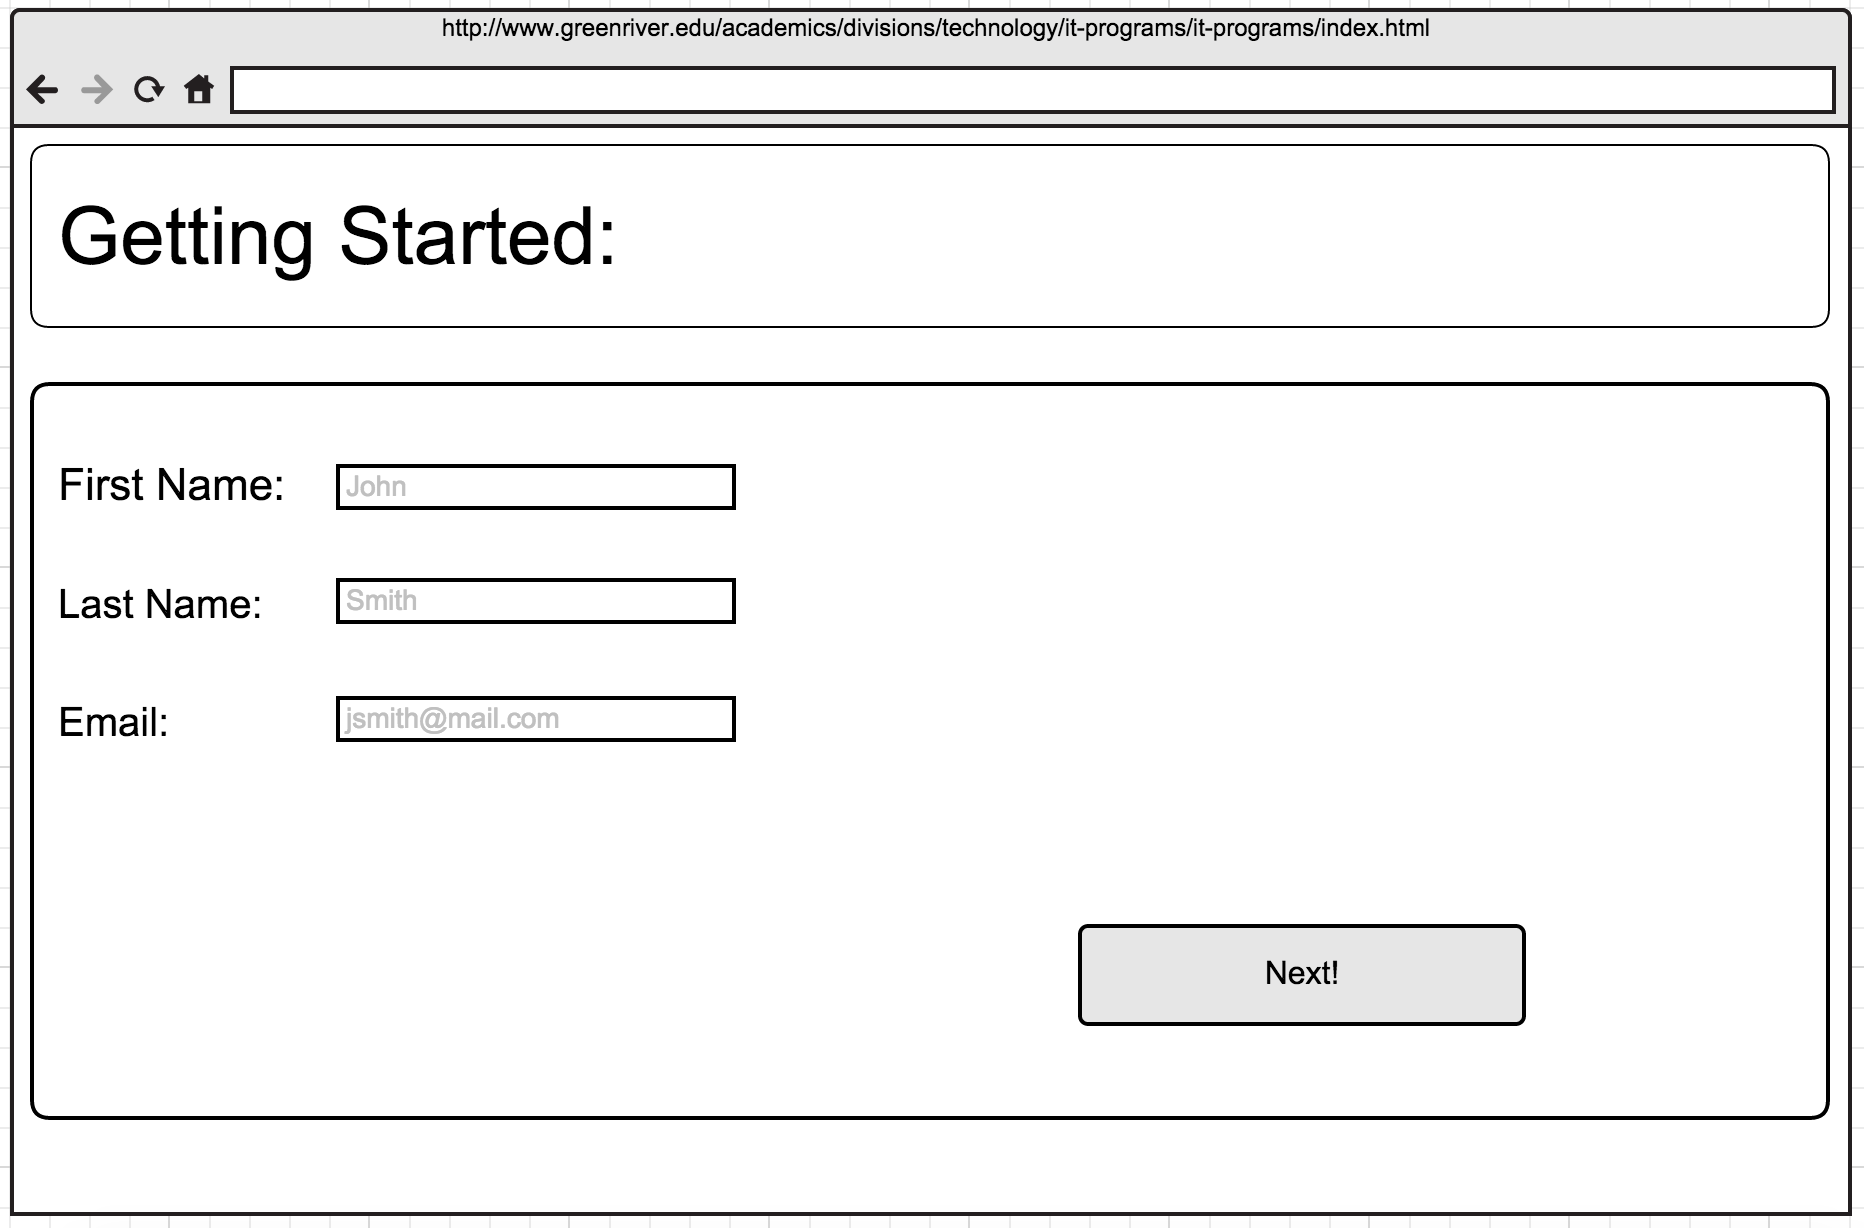 http://www.greenriver.edu/academics/divisions/technology/it-programs/it-programs/index.html
Getting Started:
First Name: John
Last Name: Smith
Email: jsmith@mail.com
Next!